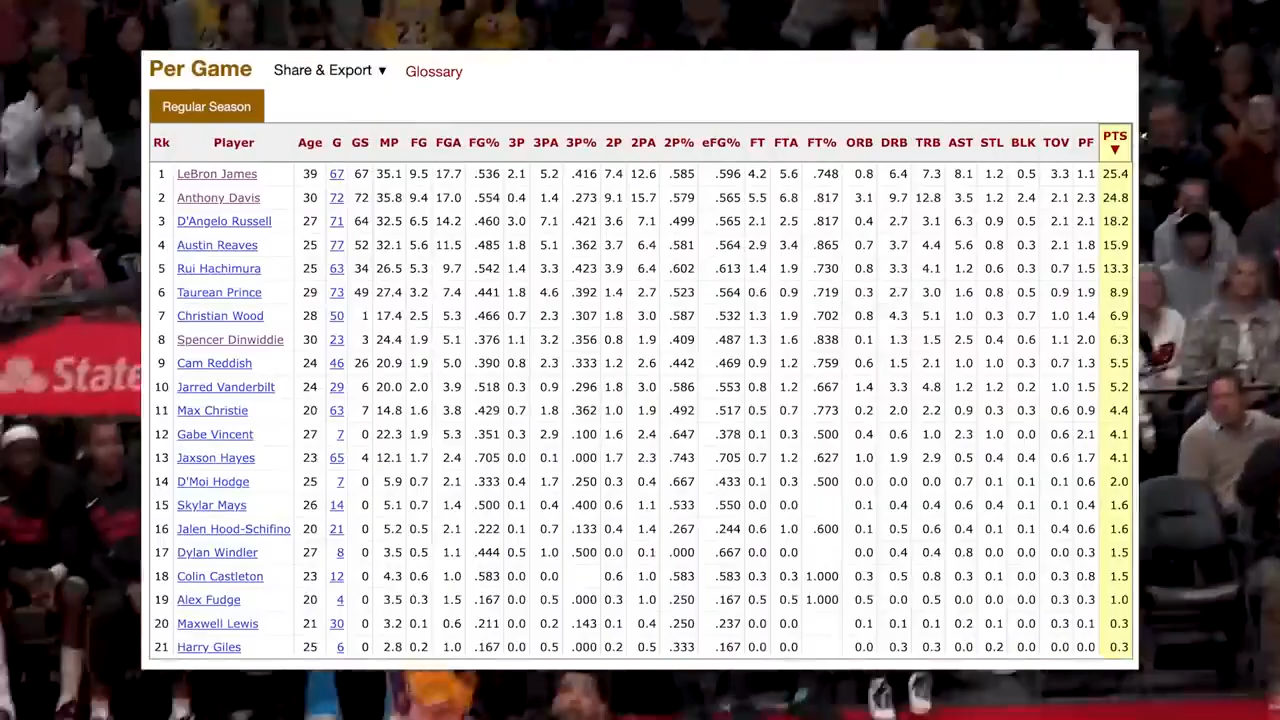 23
Per Game Share & Export ▼ Glossary
Regular Season
Rk Player Age G GS MP FG FGA FG% 3P 3PA 3P% 2P 2PA 2P% eFG% FT FTA FT% ORB DRB TRB AST STL BLK TOV PF PTS ▼
1 LeBron James 39 67 67 35.1 9.6 17.7 .536 2.1 5.2 .416 7.4 12.6 .585 .596 4.2 5.6 .748 0.8 6.4 7.3 8.1 1.2 0.5 3.3 1.1 25.4
2 Anthony Davis 30 72 72 35.8 9.4 17.0 .554 0.4 1.4 .273 9.1 15.7 .579 .565 5.5 6.8 .817 3.1 9.7 12.8 3.5 1.2 2.4 2.1 2.3 24.8
3 D'Angelo Russell 27 71 64 32.5 6.5 14.2 .460 3.0 7.1 .421 3.6 7.1 .499 .565 2.1 2.5 .817 0.4 2.7 3.1 6.3 0.9 0.5 2.1 1.9 18.2
4 Austin Reaves 25 77 52 32.1 5.6 11.5 .485 1.8 5.1 .362 3.7 6.4 .581 .564 2.9 3.4 .865 0.7 3.7 4.4 5.6 0.8 0.3 2.1 1.8 15.9
5 Rui Hachimura 25 63 34 26.5 5.3 9.7 .542 1.4 3.3 .423 3.9 6.4 .602 .613 1.4 1.9 .730 0.8 3.3 4.1 1.2 0.6 0.3 0.7 1.5 13.3
6 Taurean Prince 29 73 49 27.4 3.2 7.4 .441 1.8 4.6 .392 1.4 2.7 .523 .564 0.6 0.9 .719 0.3 2.7 3.0 1.6 0.8 0.5 0.9 1.9 8.9
7 Christian Wood 28 50 1 17.4 2.5 5.3 .466 0.7 2.3 .307 1.8 3.0 .587 .532 1.3 1.9 .702 0.8 4.3 5.1 1.0 0.3 0.7 1.0 1.4 6.9
8 Spencer Dinwiddie 30 23 3 24.4 1.9 5.1 .376 1.1 3.2 .356 0.8 1.9 .409 .487 1.3 1.6 .838 0.1 1.3 1.5 2.5 0.4 0.6 1.1 2.0 6.3
9 Cam Reddish 24 46 26 20.9 1.9 5.0 .390 0.8 2.3 .333 1.2 2.6 .442 .469 0.9 1.2 .759 0.6 1.5 2.1 1.0 1.0 0.3 0.7 1.5 5.5
10 Jarred Vanderbilt 24 29 6 20.0 2.0 3.9 .518 0.3 0.9 .296 1.8 3.0 .586 .553 0.8 1.2 .667 1.4 3.3 4.8 1.2 1.2 0.2 1.0 1.5 5.2
11 Max Christie 20 63 7 14.8 1.6 3.8 .429 0.7 1.8 .362 1.0 1.9 .492 .517 0.5 0.7 .773 0.2 2.0 2.2 0.9 0.3 0.3 0.6 0.9 4.4
12 Gabe Vincent 27 7 0 22.3 1.9 5.3 .351 0.3 2.9 .100 1.6 2.4 .647 .378 0.1 0.3 .500 0.4 0.6 1.0 2.3 1.0 0.0 0.6 2.1 4.1
13 Jaxson Hayes 23 65 4 12.1 1.7 2.4 .705 0.0 0.1 .000 1.7 2.3 .743 .705 0.7 1.2 .627 1.0 1.9 2.9 0.5 0.5 0.4 0.6 1.7 4.1
14 D'Moi Hodge 25 7 0 5.9 0.7 2.1 .333 0.4 1.7 .250 0.3 0.4 .667 .433 0.1 0.3 .500 0.0 0.0 0.0 0.7 0.1 0.3 0.1 0.6 2.0
15 Skylar Mays 26 14 0 5.1 0.7 1.4 .500 0.1 0.4 .400 0.6 1.1 .533 .550 0.0 0.0 0.1 0.4 0.4 0.5 0.1 0.1 0.4 0.4 1.6
16 Jalen Hood-Schifino 20 21 0 5.2 0.5 2.1 .222 0.1 0.7 .133 0.4 1.4 .267 .244 0.6 1.0 .600 0.1 0.5 0.6 0.4 0.1 0.1 0.4 0.6 1.6
17 Dylan Windler 27 8 0 3.5 0.5 1.1 .444 0.5 1.0 .500 0.0 0.1 .000 .667 0.0 0.0 0.0 0.4 0.4 0.8 0.0 0.0 0.0 0.3 1.5
18 Colin Castleton 23 12 0 4.3 0.6 1.0 .583 0.0 0.0 0.6 1.0 .583 .583 0.3 0.3 1.000 0.3 0.5 0.8 0.3 0.1 0.0 0.3 0.8 1.5
19 Alex Fudge 20 4 0 3.5 0.3 1.5 .167 0.0 0.5 .000 0.3 1.0 .250 .167 0.5 0.5 1.000 0.0 0.5 0.5 0.0 0.3 0.0 0.3 0.3 1.0
20 Maxwell Lewis 21 30 0 3.2 0.1 0.6 .211 0.0 0.2 .143 0.1 0.4 .250 .237 0.0 0.0 0.1 0.1 0.1 0.2 0.1 0.0 0.3 0.1 0.3
21 Harry Giles 25 6 0 2.8 0.2 1.0 .167 0.0 0.5 .000 0.2 0.5 .333 .167 0.0 0.0 0.0 0.3 0.3 0.0 0.2 0.0 0.0 0.0 0.3
State